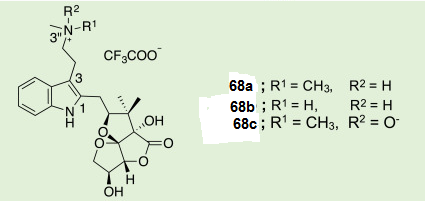 R²
N–R¹
+
3''
CF₃COO⁻
3
1
N
H
O
OH
O
O
O
H
OH
68a ; R¹ = CH₃, R² = H
68b ; R¹ = H, R² = H
68c ; R¹ = CH₃, R² = O⁻